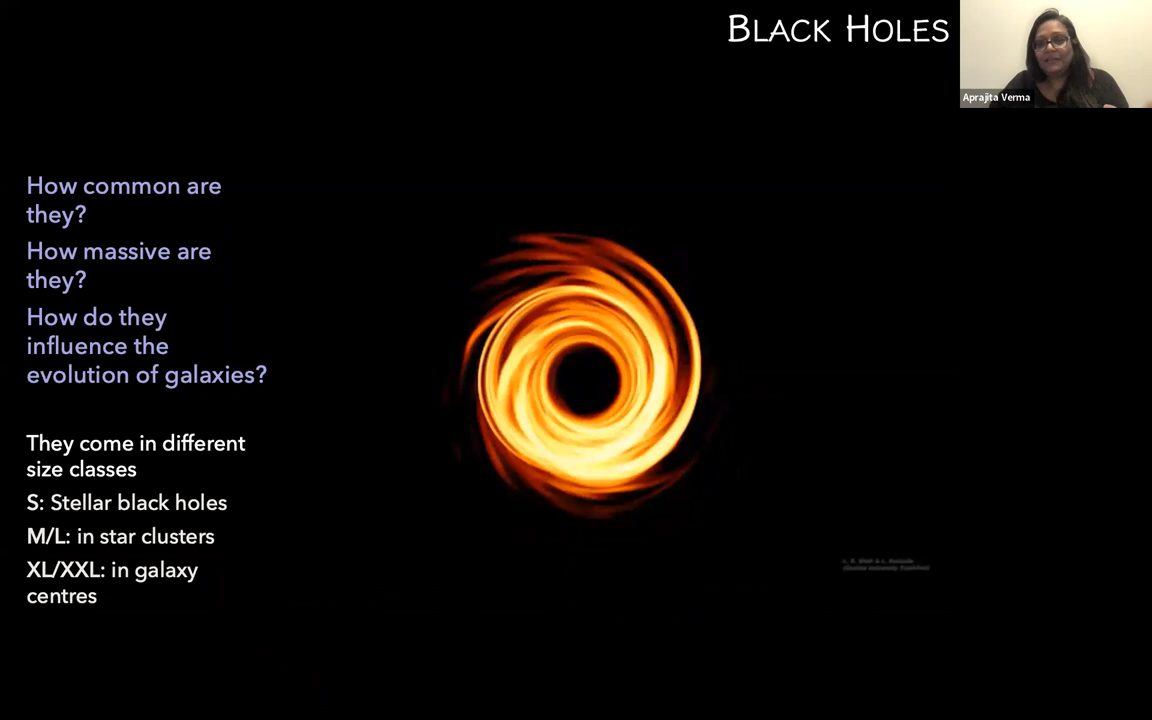 BLACK HOLES
Aprajita Verma
How common are
they?
How massive are
they?
How do they
influence the
evolution of galaxies?
They come in different
size classes
S: Stellar black holes
M/L: in star clusters
XL/XXL: in galaxy
centres